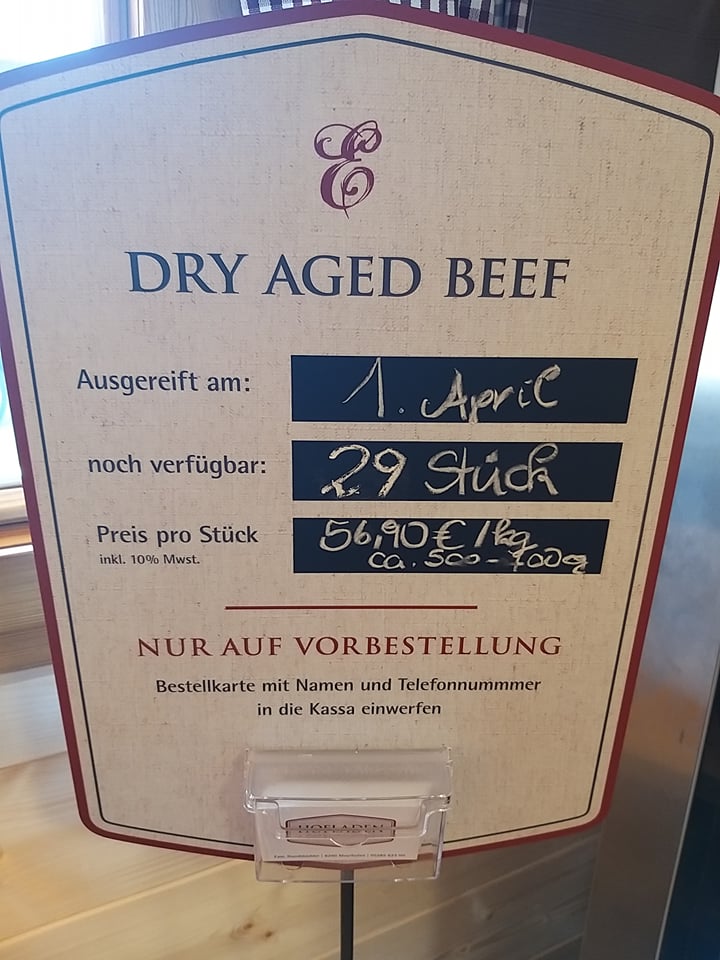 E
DRY AGED BEEF
Ausgereift am: 1. April
noch verfügbar: 29 Stück
Preis pro Stück 56,90 € / kg
inkl. 10% Mwst. ca. 500 - 700g
NUR AUF VORBESTELLUNG
Bestellkarte mit Namen und Telefonnummmer
in die Kassa einwerfen
HOFLADEN